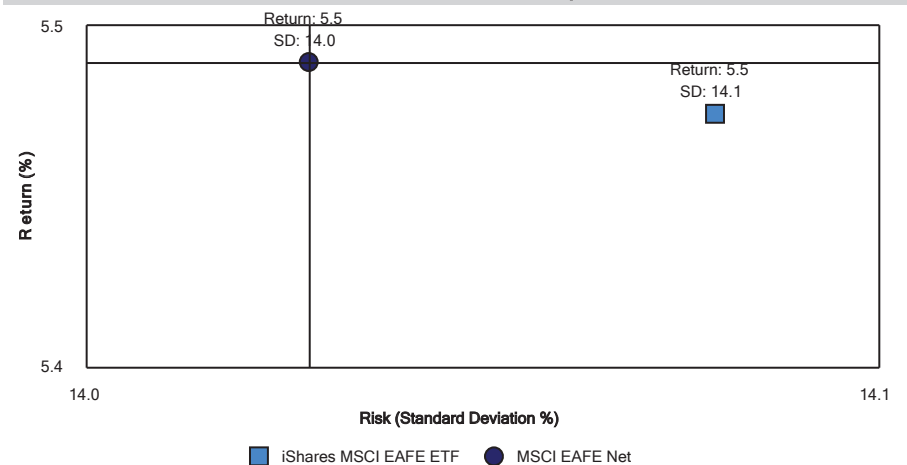 5.5
Return: 5.5
SD: 14.0
Return: 5.5
SD: 14.1
Return (%)
5.4
14.0
14.1
Risk (Standard Deviation %)
iShares MSCI EAFE ETF
MSCI EAFE Net